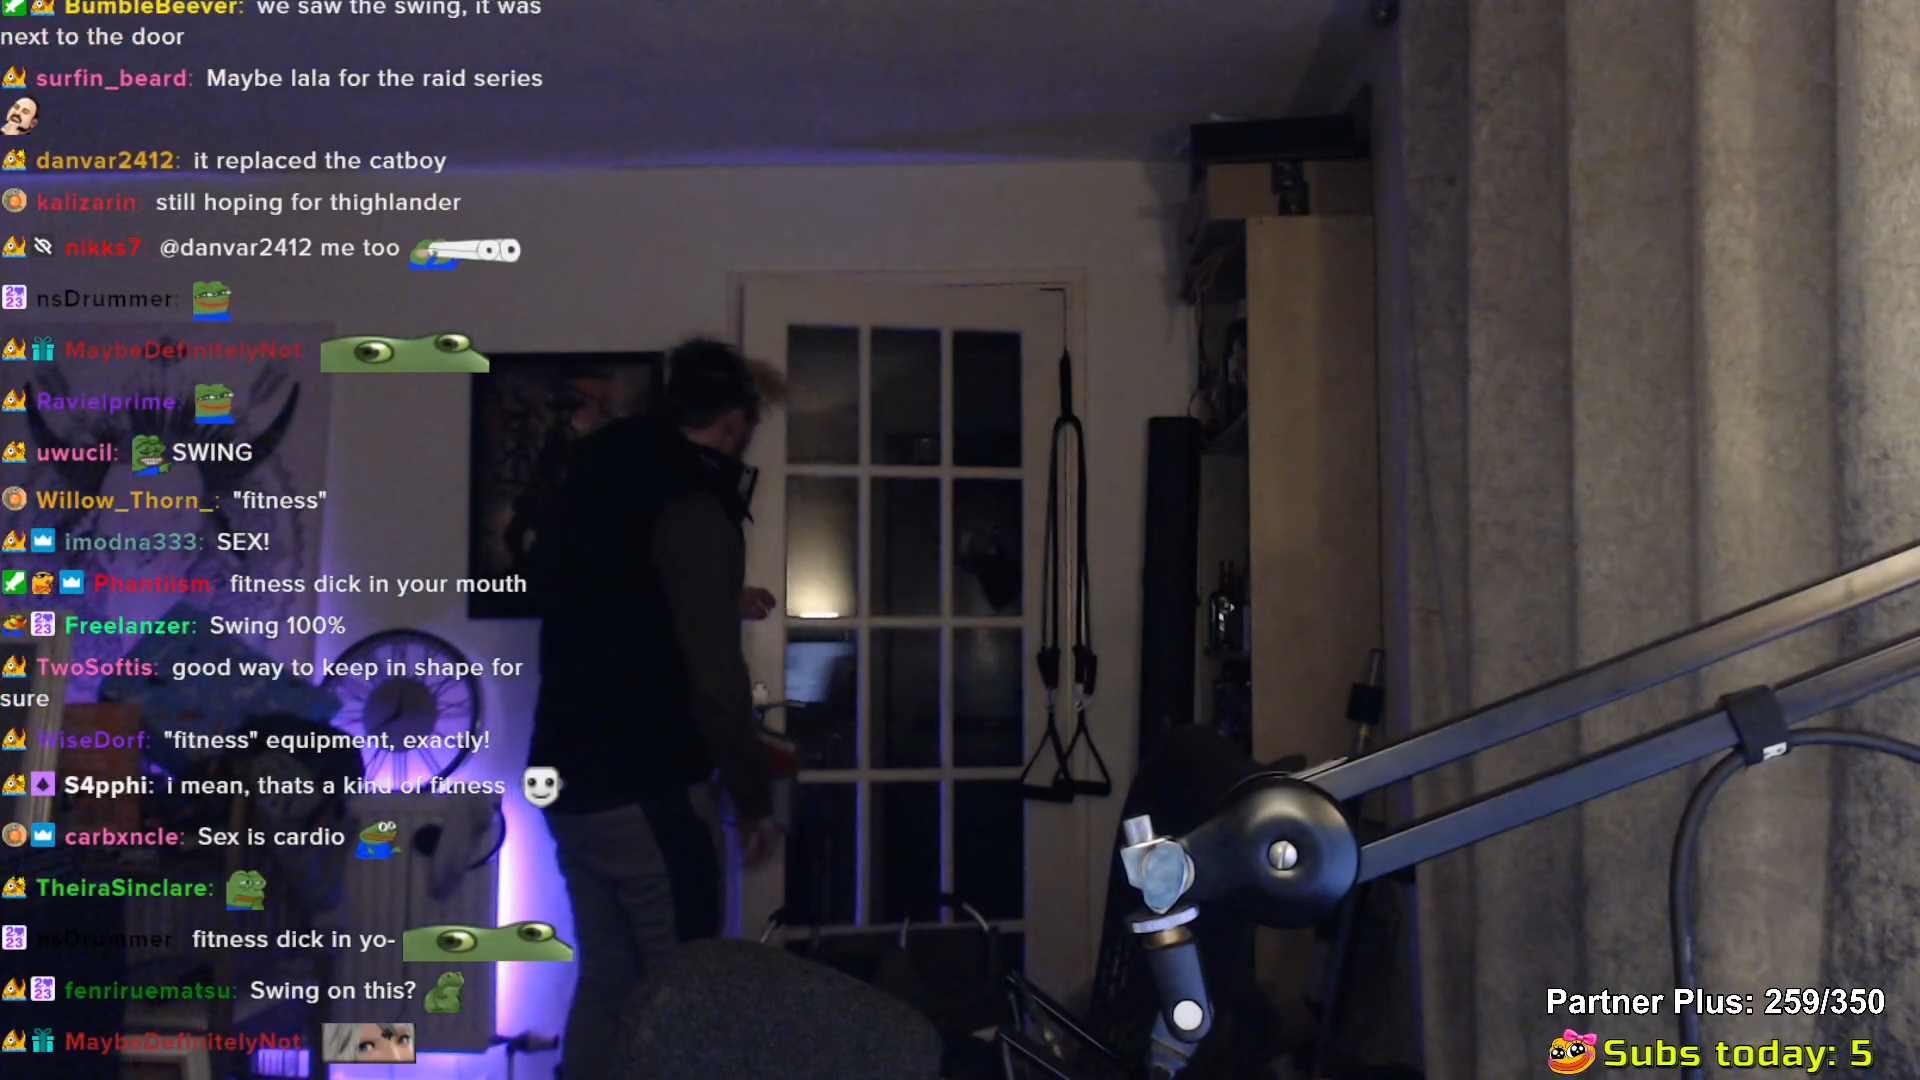 BumbleBeever: we saw the swing, it was
next to the door
surfin_beard: Maybe lala for the raid series
danvar2412: it replaced the catboy
kalizarin: still hoping for thighlander
nikks7: @danvar2412 me too
nsDrummer:
MaybeDefinitelyNot:
Ravielprime:
uwucil: SWING
Willow_Thorn_: "fitness"
imodna333: SEX!
Phantiism: fitness dick in your mouth
Freelanzer: Swing 100%
TwoSoftis: good way to keep in shape for
sure
WiseDorf: "fitness" equipment, exactly!
S4pphi: i mean, thats a kind of fitness
carbxncle: Sex is cardio
TheiraSinclare:
nsDrummer: fitness dick in yo-
fenriruematsu: Swing on this?
MaybeDefinitelyNot:
Partner Plus: 259/350
Subs today: 5